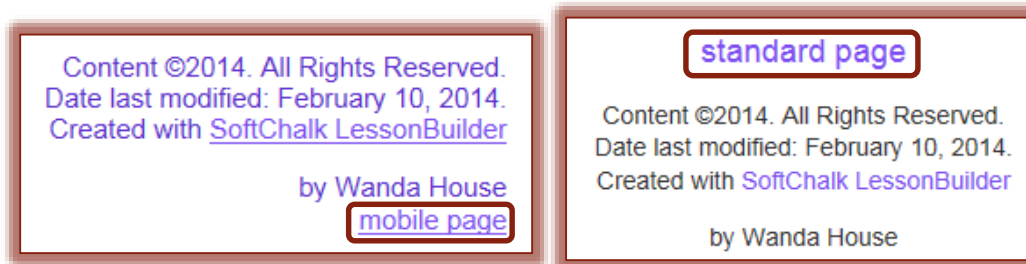 Content ©2014. All Rights Reserved.
Date last modified: February 10, 2014.
Created with SoftChalk LessonBuilder
by Wanda House
mobile page
standard page
Content ©2014. All Rights Reserved.
Date last modified: February 10, 2014.
Created with SoftChalk LessonBuilder
by Wanda House